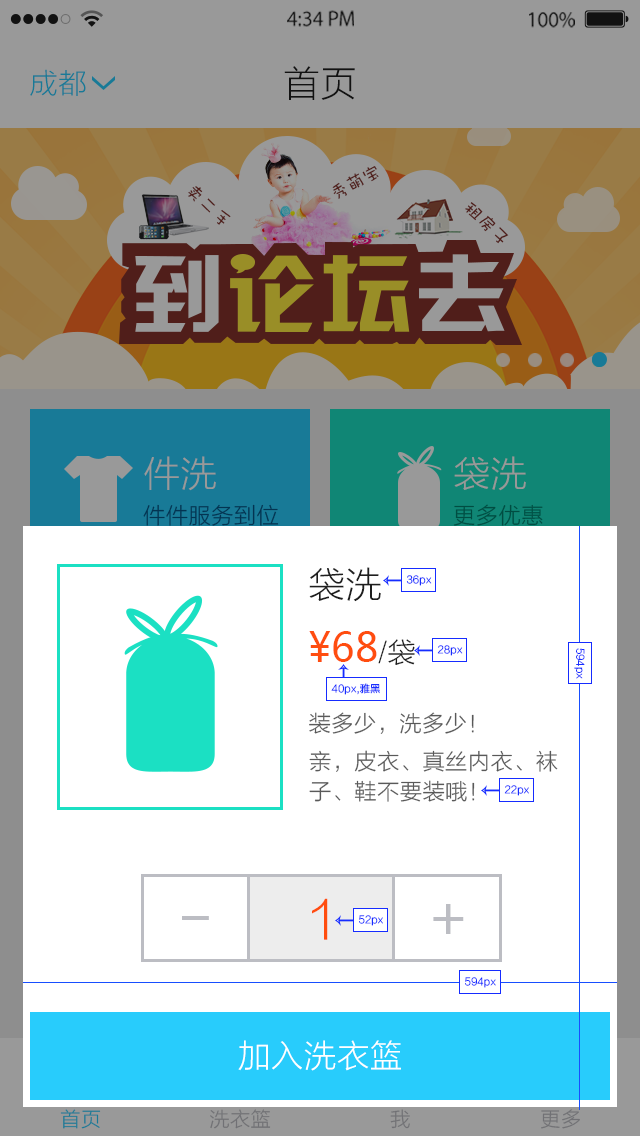 4:34 PM 100%
成都 首页
卖二手
秀萌宝
租房子
到论坛去
件洗
件件服务到位
袋洗
更多优惠
袋洗 36px
¥68/袋 28px
40px,雅黑
594px
装多少，洗多少！
亲，皮衣、真丝内衣、袜
子、鞋不要装哦！ 22px
1 52px
594px
加入洗衣篮
首页 洗衣篮 我 更多